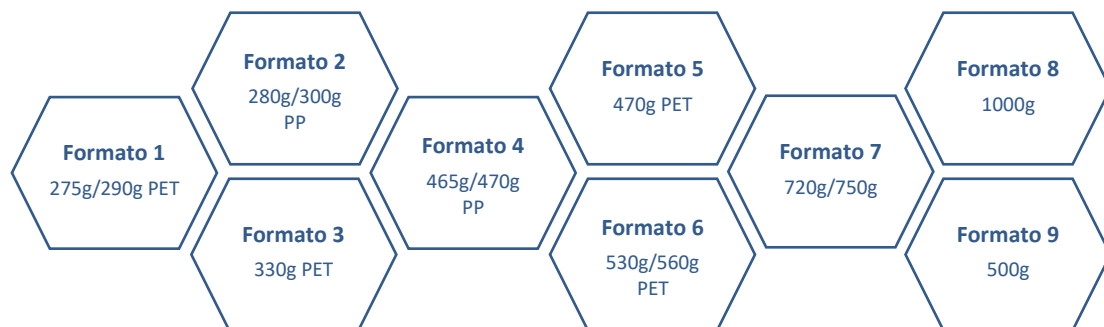 Formato 1
275g/290g PET
Formato 2
280g/300g
PP
Formato 3
330g PET
Formato 4
465g/470g
PP
Formato 5
470g PET
Formato 6
530g/560g
PET
Formato 7
720g/750g
Formato 8
1000g
Formato 9
500g